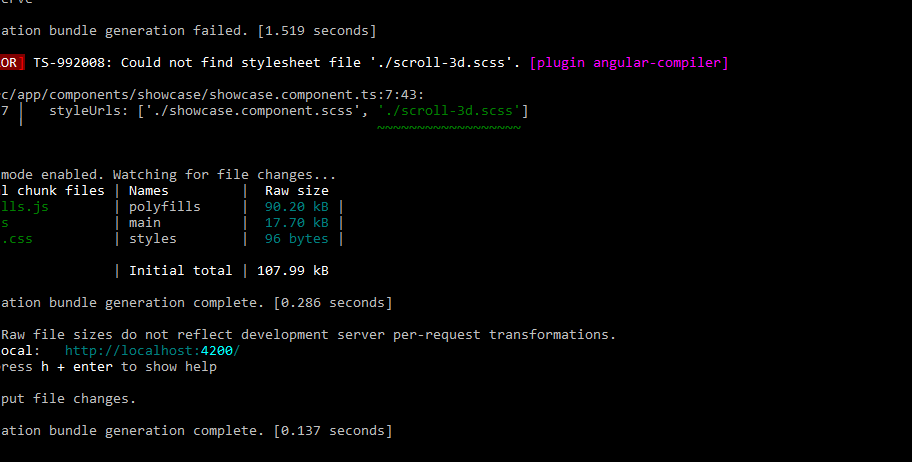 erve
ation bundle generation failed. [1.519 seconds]
OR] TS-992008: Could not find stylesheet file './scroll-3d.scss'. [plugin angular-compiler]
c/app/components/showcase/showcase.component.ts:7:43:
7 │ styleUrls: ['./showcase.component.scss', './scroll-3d.scss']
│ ~~~~~~~~~~~~~~~~~~
mode enabled. Watching for file changes...
l chunk files | Names | Raw size
lls.js | polyfills | 90.20 kB |
s | main | 17.70 kB |
.css | styles | 96 bytes |
| Initial total | 107.99 kB
ation bundle generation complete. [0.286 seconds]
Raw file sizes do not reflect development server per-request transformations.
ocal: http://localhost:4200/
ress h + enter to show help
put file changes.
ation bundle generation complete. [0.137 seconds]